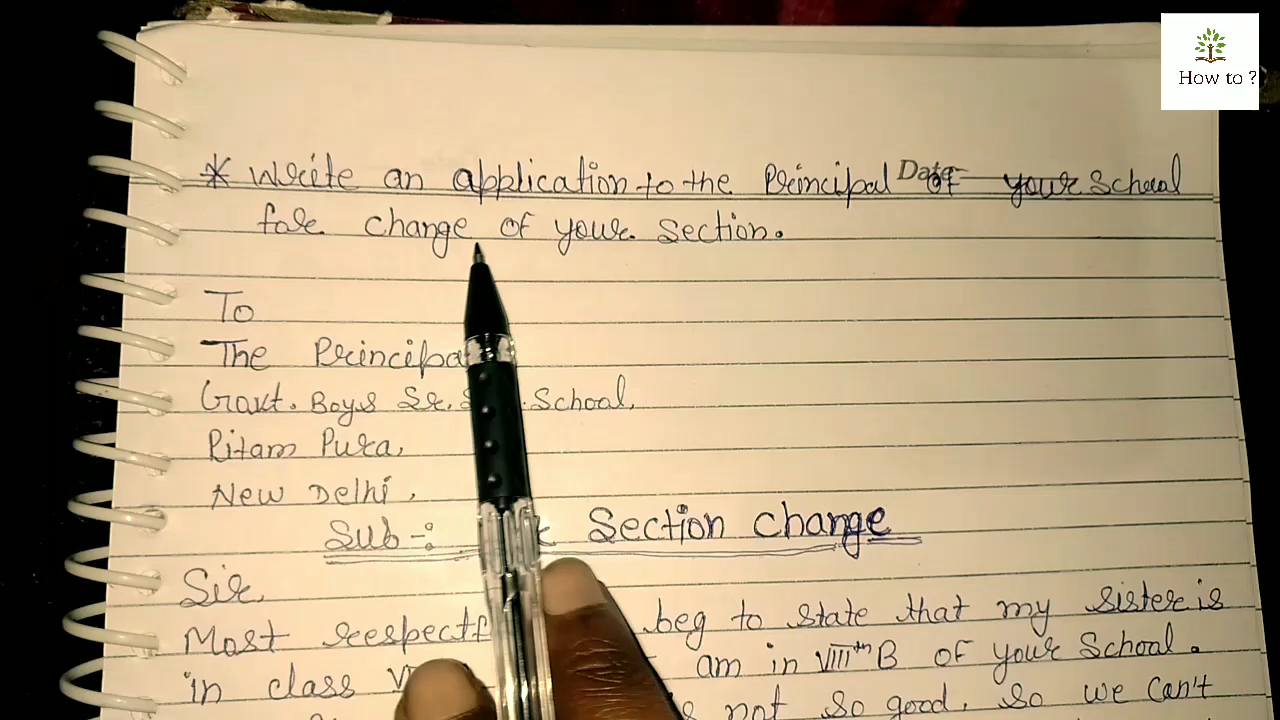 How to ?
* Write an application to the Principal of your School
Date
for change of your Section.
To
The Principa
Govt. Boys Sr. School,
Pitam Pura,
New Delhi,
Sub-: Section Change
Sir,
Most beg to state that my sister is
in class am in VIIIth B of your School.
not so good, so we can't